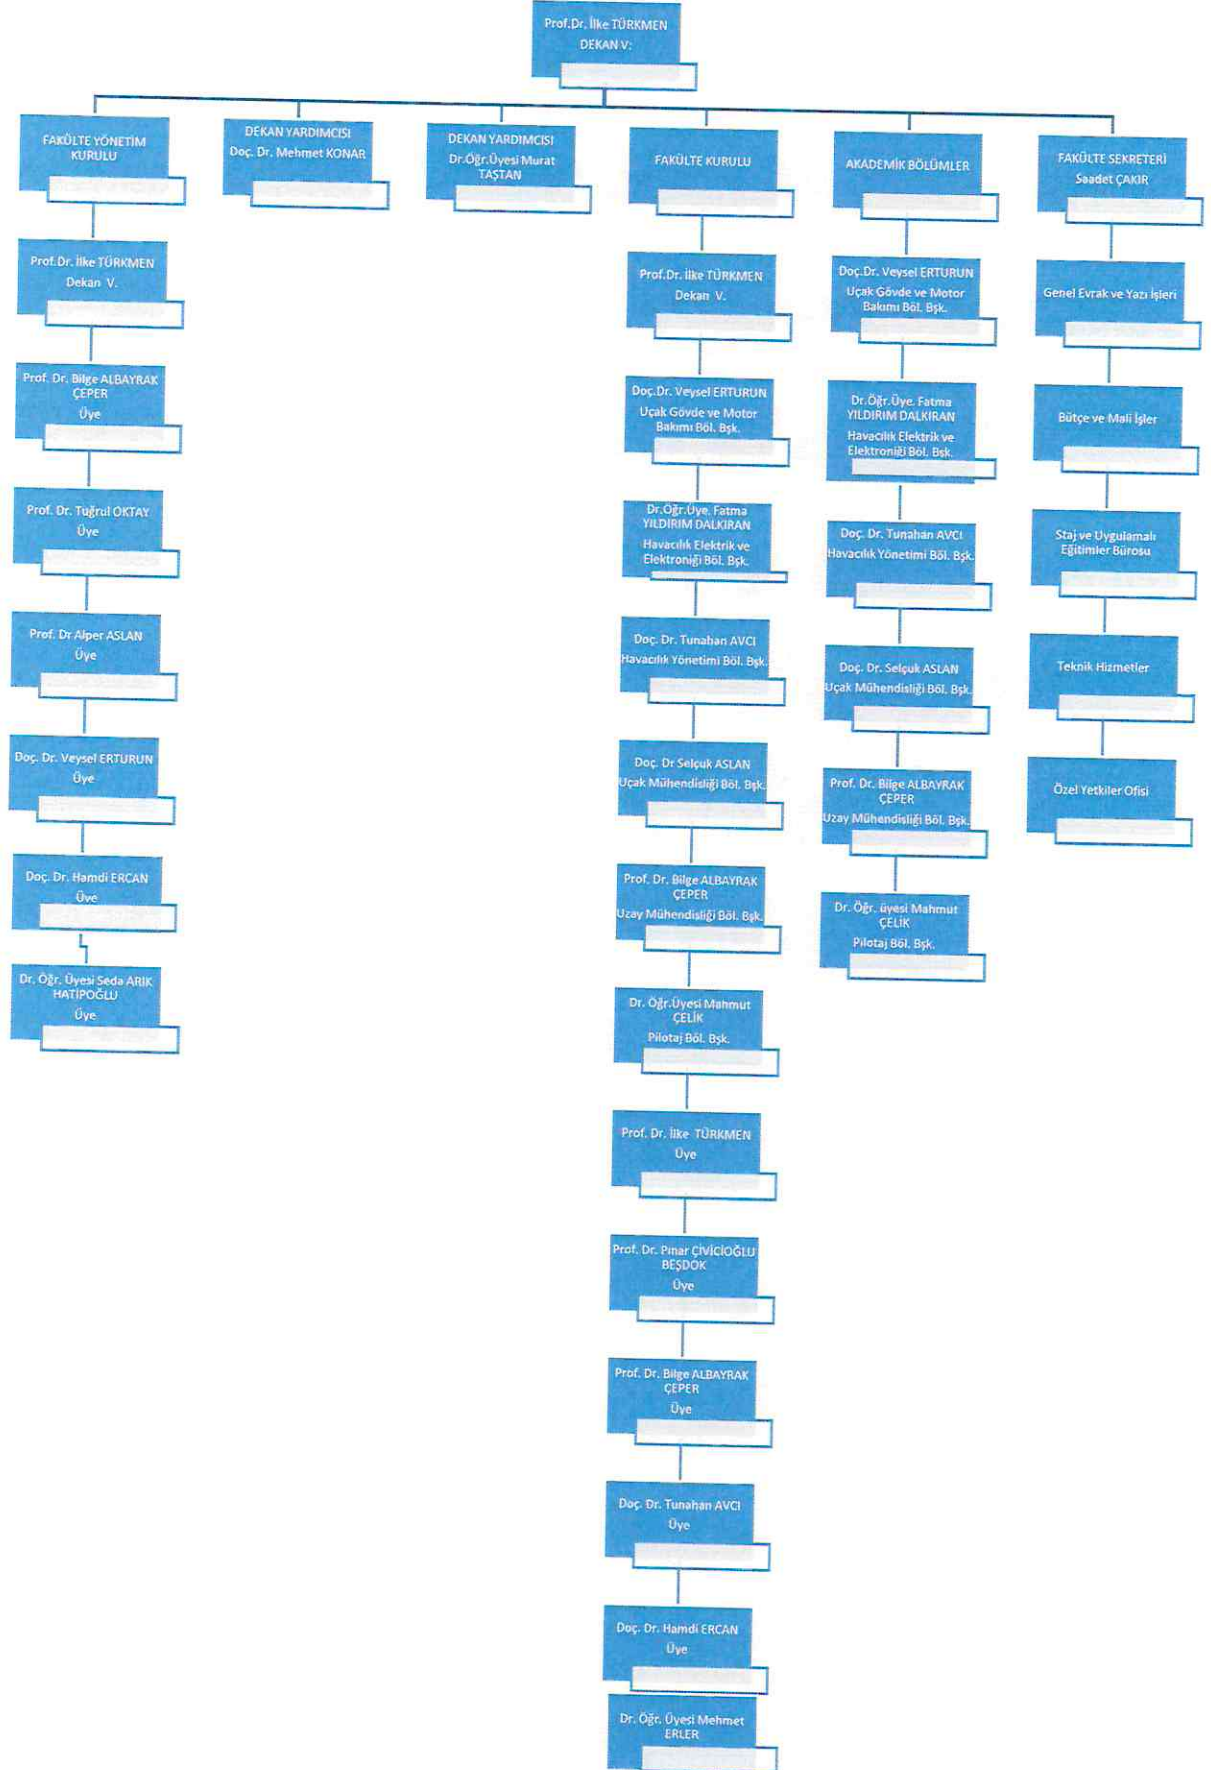 Prof.Dr. İlke TÜRKMEN
DEKAN V:
FAKÜLTE YÖNETİM
KURULU
Prof.Dr. İlke TÜRKMEN
Dekan V.
Prof. Dr. Bilge ALBAYRAK
ÇEPER
Üye
Prof. Dr. Tuğrul OKTAY
Üye
Prof. Dr Alper ASLAN
Üye
Doç. Dr. Veysel ERTURUN
Üye
Doç. Dr. Hamdi ERCAN
Üye
Dr. Öğr. Üyesi Seda ARIK
HATİPOĞLU
Üye
DEKAN YARDIMCISI
Doç. Dr. Mehmet KONAR
DEKAN YARDIMCISI
Dr.Öğr.Üyesi Murat
TAŞTAN
FAKÜLTE KURULU
Prof.Dr. İlke TÜRKMEN
Dekan V.
Doç.Dr. Veysel ERTURUN
Uçak Gövde ve Motor
Bakımı Böl. Bşk.
Dr.Öğr.Üye. Fatma
YILDIRIM DALKIRAN
Havacılık Elektrik ve
Elektroniği Böl. Bşk.
Doç. Dr. Tunahan AVCI
Havacılık Yönetimi Böl. Bşk.
Doç. Dr Selçuk ASLAN
Uçak Mühendisliği Böl. Bşk.
Prof. Dr. Bilge ALBAYRAK
ÇEPER
Uzay Mühendisliği Böl. Bşk.
Dr. Öğr.Üyesi Mahmut
ÇELİK
Pilotaj Böl. Bşk.
Prof. Dr. İlke TÜRKMEN
Üye
Prof. Dr. Pınar ÇİVİCİOĞLU
BEŞDOK
Üye
Prof. Dr. Bilge ALBAYRAK
ÇEPER
Üye
Doç. Dr. Tunahan AVCI
Üye
Doç. Dr. Hamdi ERCAN
Üye
Dr. Öğr. Üyesi Mehmet
ERLER
AKADEMİK BÖLÜMLER
Doç.Dr. Veysel ERTURUN
Uçak Gövde ve Motor
Bakımı Böl. Bşk.
Dr.Öğr.Üye. Fatma
YILDIRIM DALKIRAN
Havacılık Elektrik ve
Elektroniği Böl. Bşk.
Doç. Dr. Tunahan AVCI
Havacılık Yönetimi Böl. Bşk.
Doç. Dr. Selçuk ASLAN
Uçak Mühendisliği Böl. Bşk.
Prof. Dr. Bilge ALBAYRAK
ÇEPER
Uzay Mühendisliği Böl. Bşk.
Dr. Öğr. üyesi Mahmut
ÇELİK
Pilotaj Böl. Bşk.
FAKÜLTE SEKRETERİ
Saadet ÇAKIR
Genel Evrak ve Yazı İşleri
Bütçe ve Mali İşler
Staj ve Uygulamalı
Eğitimler Bürosu
Teknik Hizmetler
Özel Yetkiler Ofisi